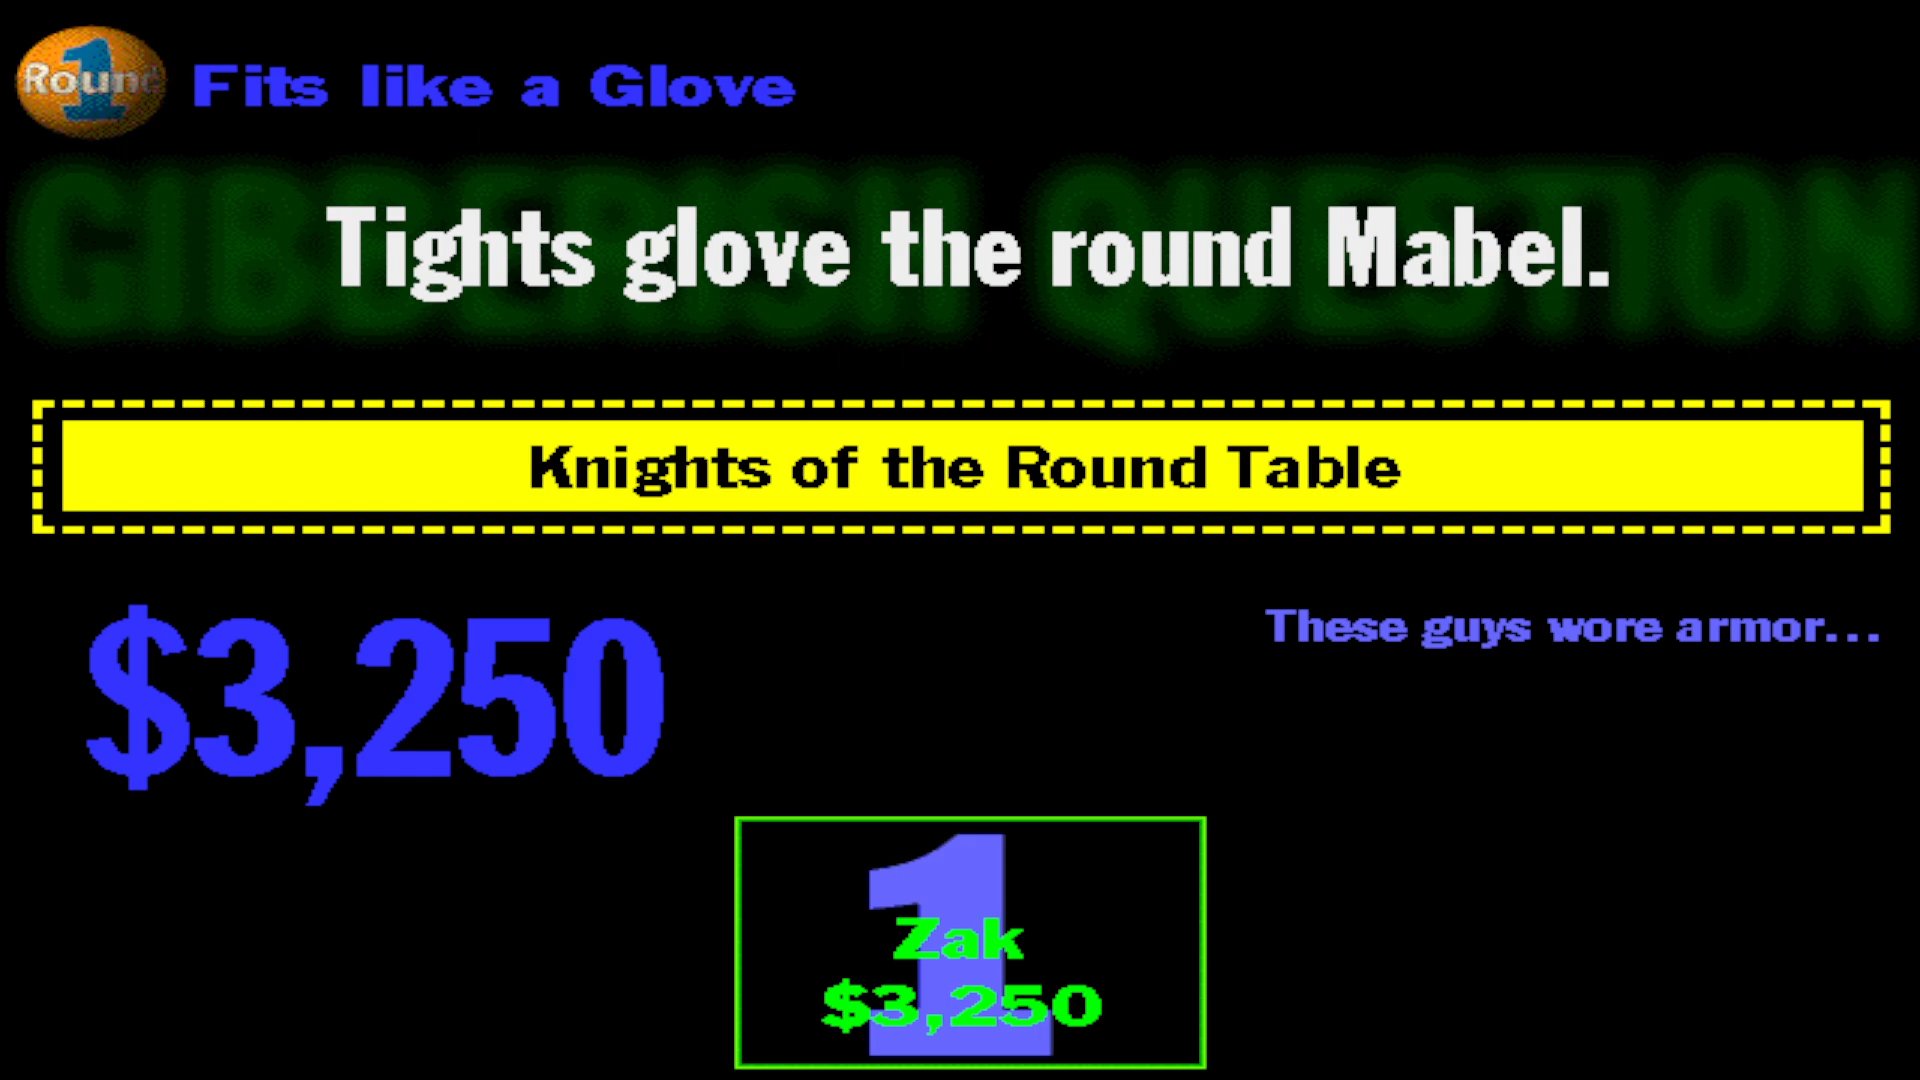 Round 1
Fits like a Glove
GIBBERISH QUESTION
Tights glove the round Mabel.
Knights of the Round Table
$3,250
These guys wore armor...
1
Zak
$3,250